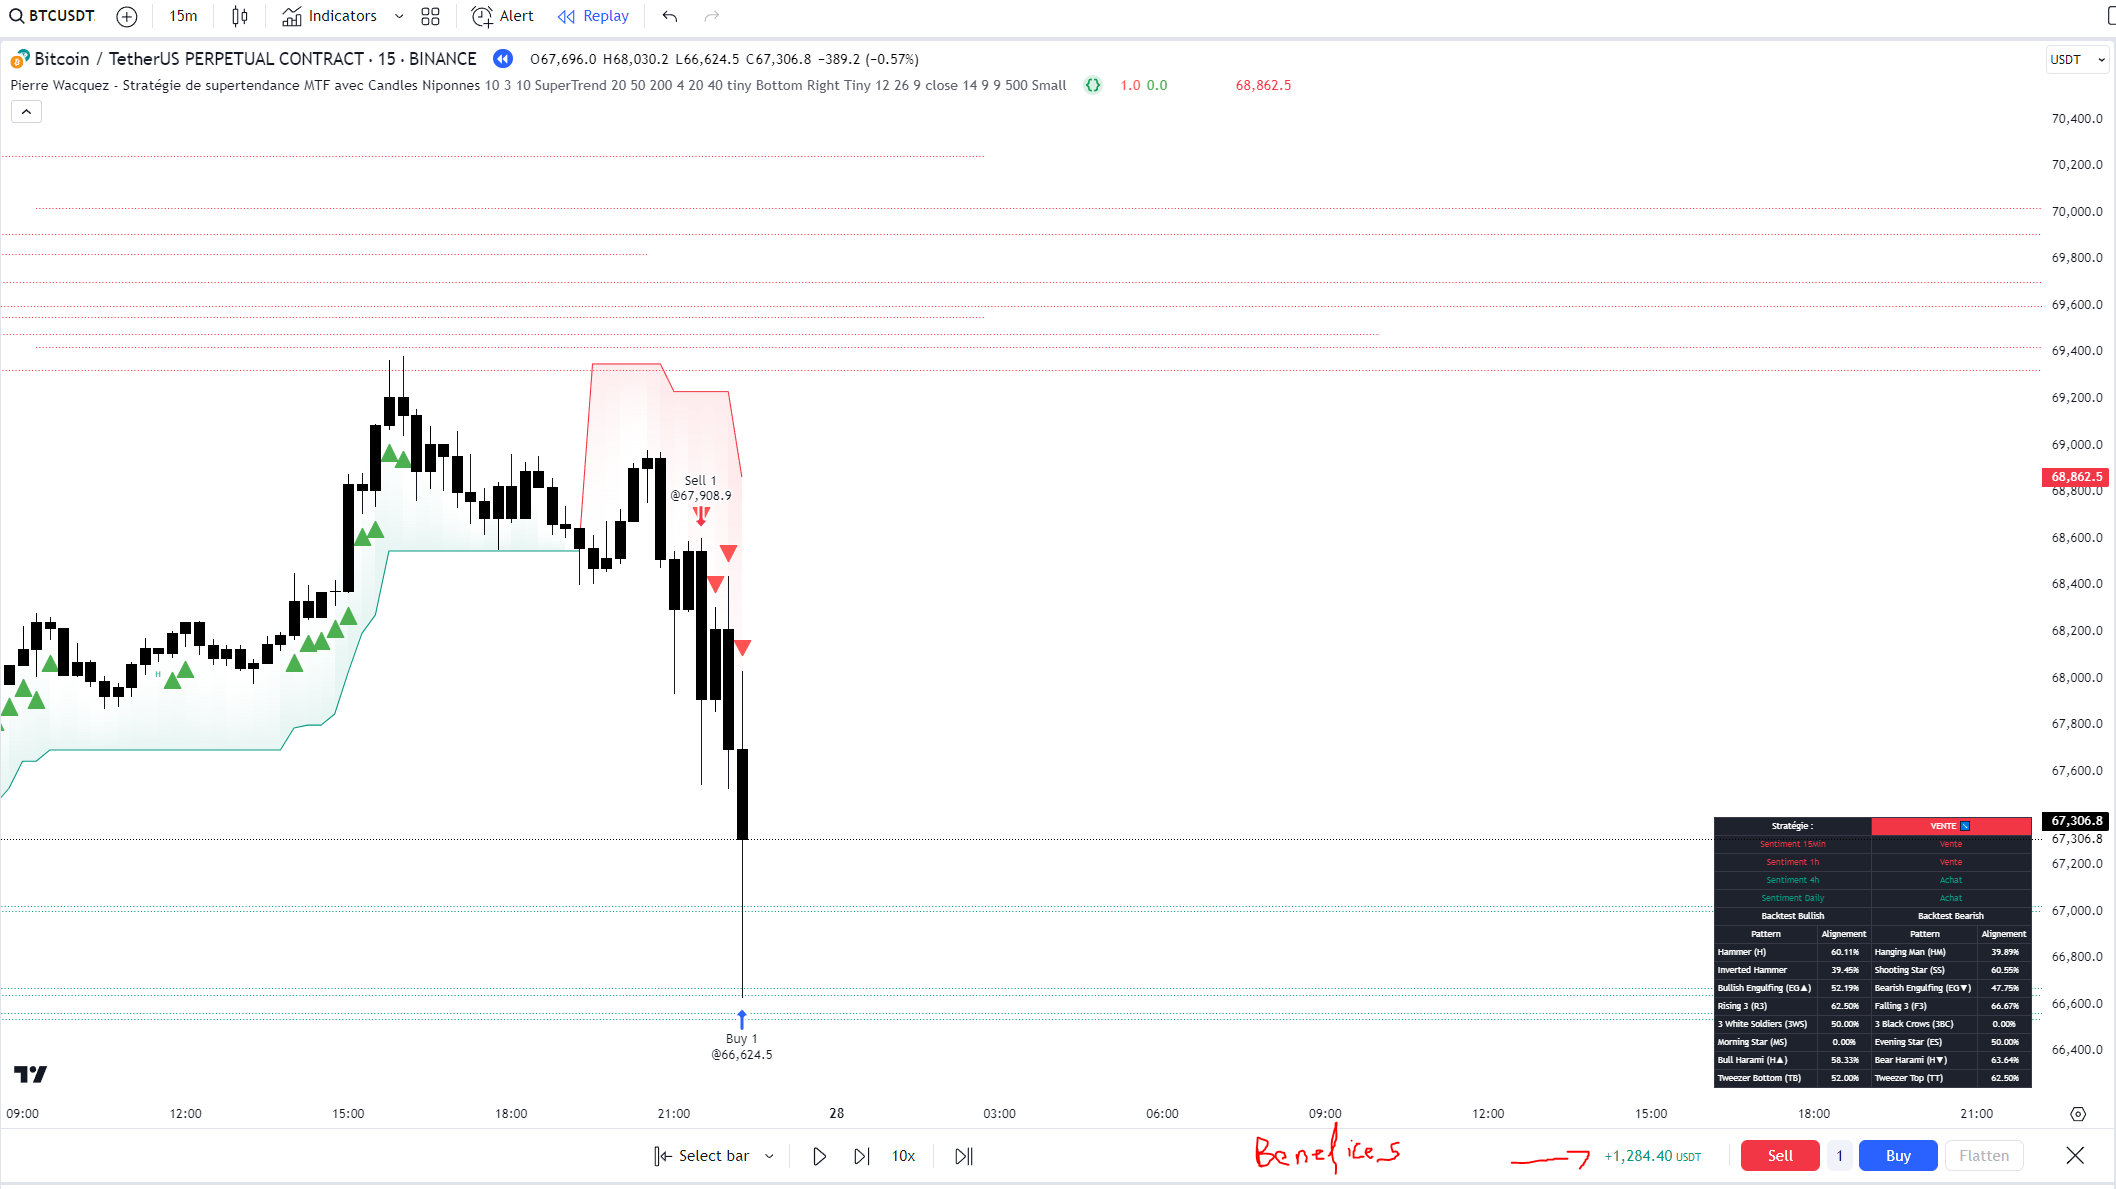 BTCUSDT
15m
Indicators
Alert
Replay
Bitcoin / TetherUS PERPETUAL CONTRACT · 15 · BINANCE
O67,696.0 H68,030.2 L66,624.5 C67,306.8 −389.2 (−0.57%)
USDT
Pierre Wacquez - Stratégie de supertendance MTF avec Candles Niponnes 10 3 10 SuperTrend 20 50 200 4 20 40 tiny Bottom Right Tiny 12 26 9 close 14 9 9 500 Small
{} 1.0 0.0 68,862.5
70,400.0
70,200.0
70,000.0
69,800.0
69,600.0
69,400.0
69,200.0
69,000.0
68,862.5
68,800.0
68,600.0
68,400.0
68,200.0
68,000.0
67,800.0
67,600.0
67,306.8
67,306.8
67,200.0
67,000.0
66,800.0
66,600.0
66,400.0
Sell 1
@67,908.9
H
Buy 1
@66,624.5
Stratégie : VENTE
Sentiment 15Min Vente
Sentiment 1h Vente
Sentiment 4h Achat
Sentiment Daily Achat
Backtest Bullish Backtest Bearish
Pattern Alignement Pattern Alignement
Hammer (H) 60.11% Hanging Man (HM) 39.89%
Inverted Hammer 39.45% Shooting Star (SS) 60.55%
Bullish Engulfing (EG▲) 52.19% Bearish Engulfing (EG▼) 47.75%
Rising 3 (R3) 62.50% Falling 3 (F3) 66.67%
3 White Soldiers (3WS) 50.00% 3 Black Crows (3BC) 0.00%
Morning Star (MS) 0.00% Evening Star (ES) 50.00%
Bull Harami (H▲) 58.33% Bear Harami (H▼) 63.64%
Tweezer Bottom (TB) 52.00% Tweezer Top (TT) 62.50%
09:00 12:00 15:00 18:00 21:00 28 03:00 06:00 09:00 12:00 15:00 18:00 21:00
Select bar
10x
Benefices
+1,284.40 USDT
Sell
1
Buy
Flatten